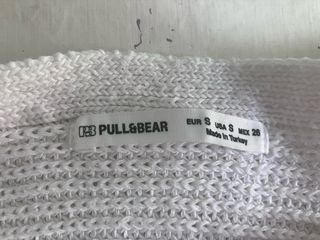 PULL&BEAR
EUR S USA S MEX 26
Made in Turkey